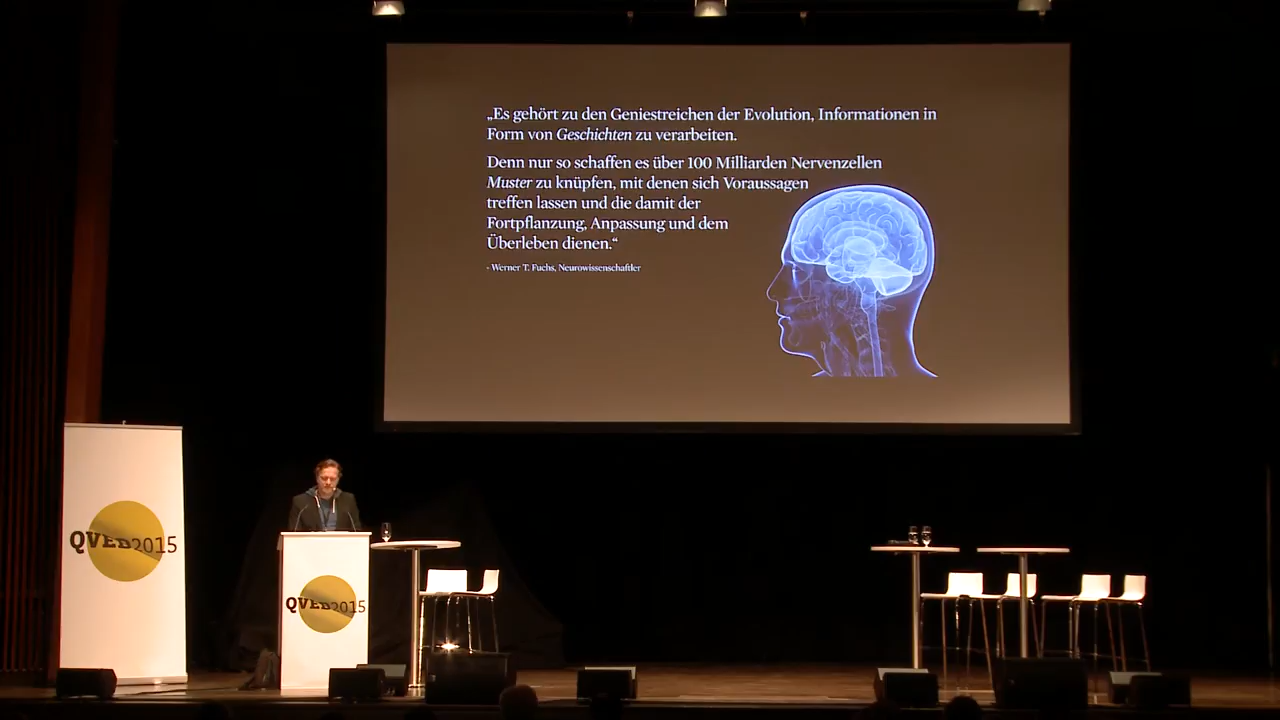 „Es gehört zu den Geniestreichen der Evolution, Informationen in
Form von Geschichten zu verarbeiten.
Denn nur so schaffen es über 100 Milliarden Nervenzellen
Muster zu knüpfen, mit denen sich Voraussagen
treffen lassen und die damit der
Fortpflanzung, Anpassung und dem
Überleben dienen.“
- Werner T. Fuchs, Neurowissenschaftler
QVED2015
QVED2015